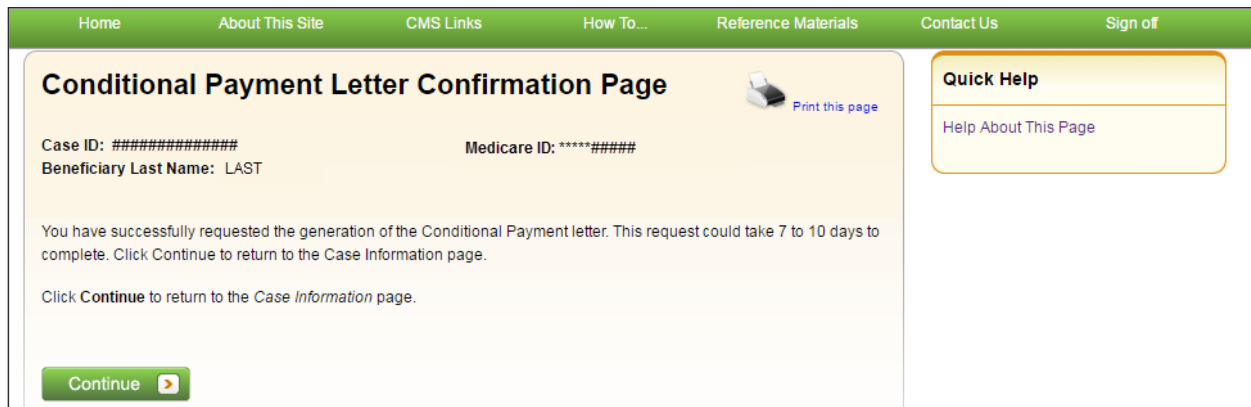 Home About This Site CMS Links How To... Reference Materials Contact Us Sign off
Conditional Payment Letter Confirmation Page
Print this page
Case ID: ############## Medicare ID: *****#####
Beneficiary Last Name: LAST
You have successfully requested the generation of the Conditional Payment letter. This request could take 7 to 10 days to
complete. Click Continue to return to the Case Information page.
Click Continue to return to the Case Information page.
Continue
Quick Help
Help About This Page